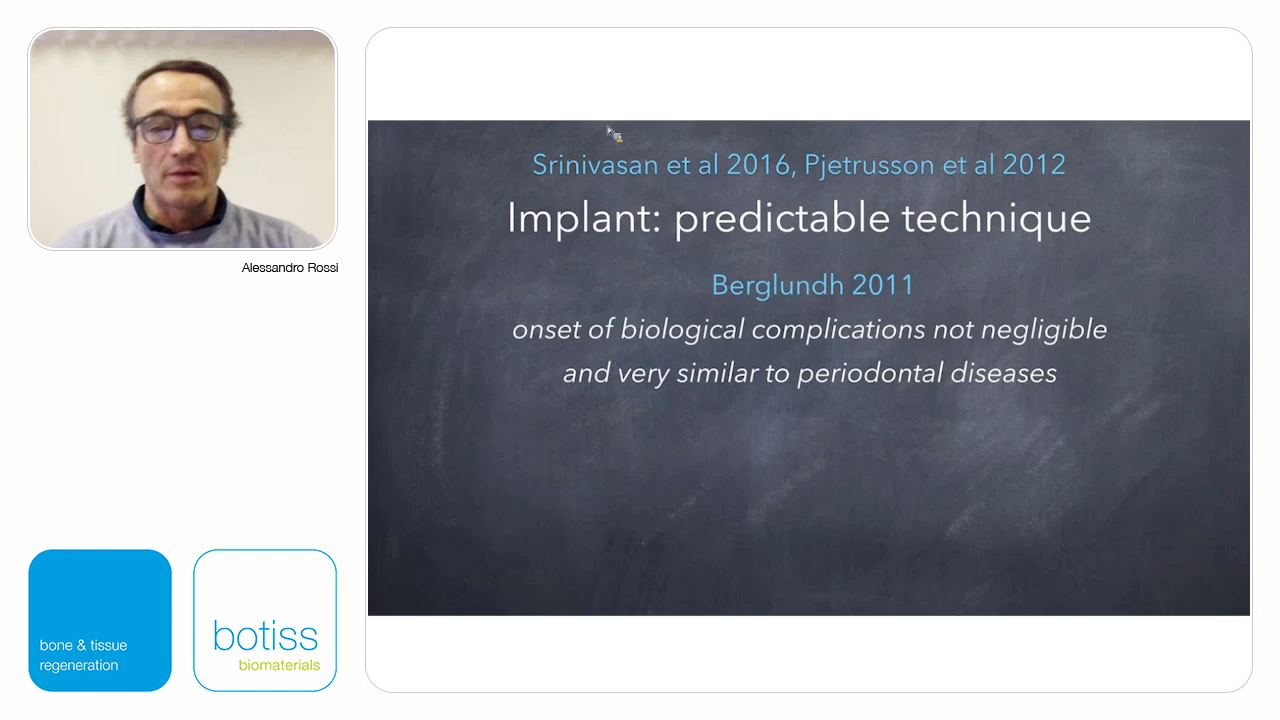 Alessandro Rossi
Srinivasan et al 2016, Pjetrusson et al 2012
Implant: predictable technique
Berglundh 2011
onset of biological complications not negligible
and very similar to periodontal diseases
bone & tissue
regeneration
botiss
biomaterials